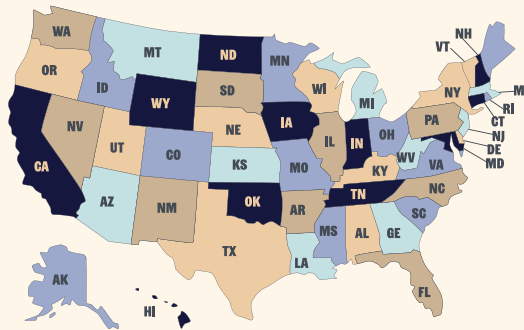 WA
MT
ND
MN
NH
VT
OR
ID
WY
SD
WI
MI
NY
M
RI
CT
NJ
DE
MD
CA
NV
UT
CO
NE
IA
IL
IN
OH
PA
WV
VA
KS
MO
KY
AZ
NM
OK
AR
TN
NC
SC
TX
LA
MS
AL
GE
FL
AK
HI